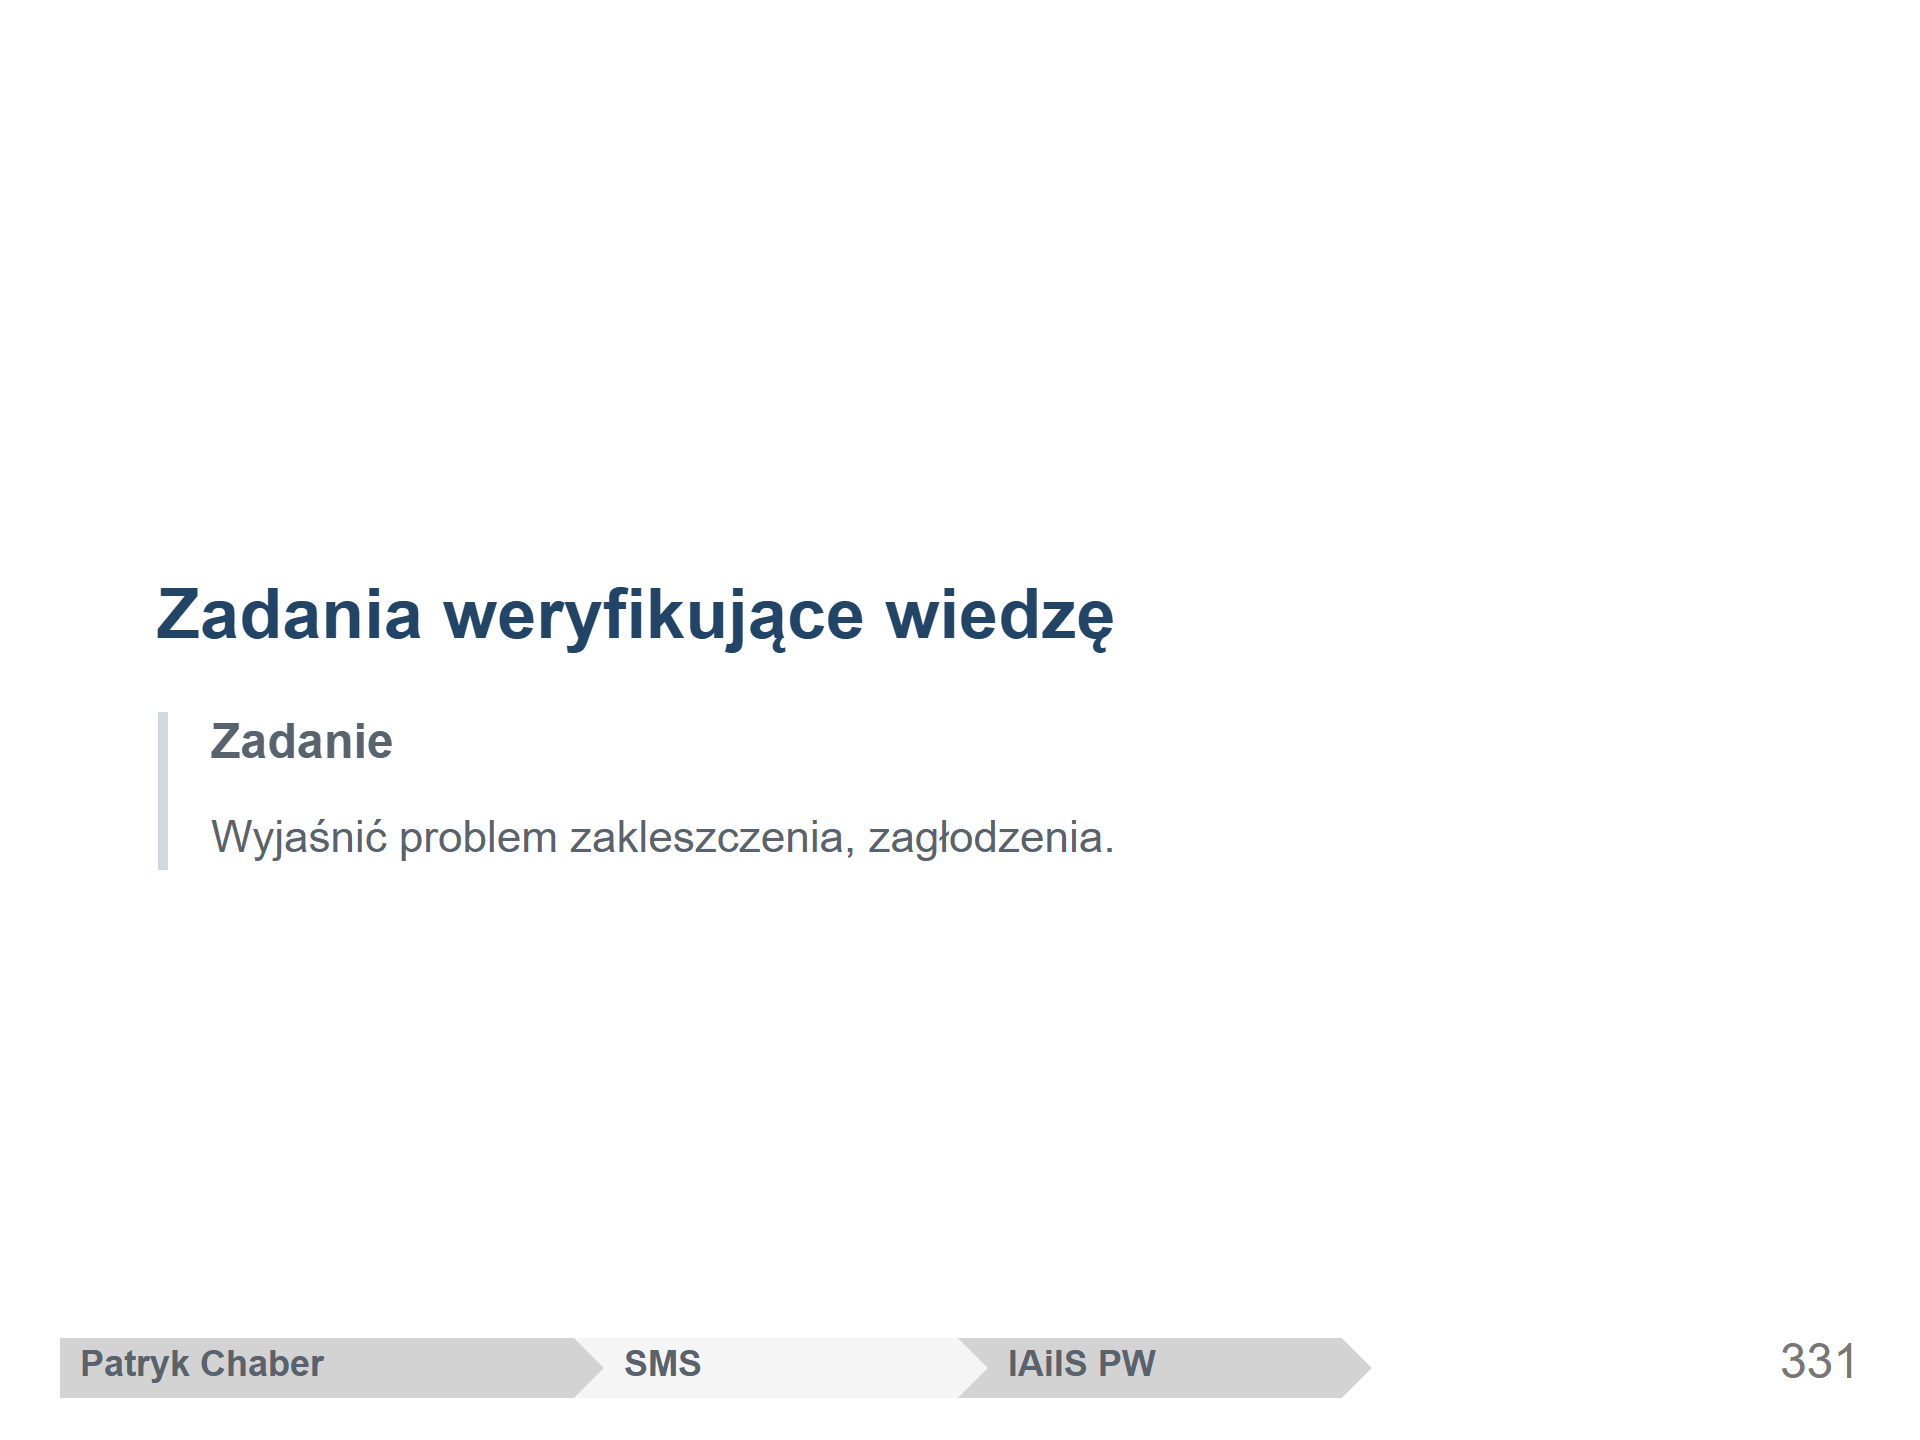 Zadania weryfikujące wiedzę
Zadanie
Wyjaśnić problem zakleszczenia, zagłodzenia.
Patryk Chaber
SMS
IAiIS PW
331